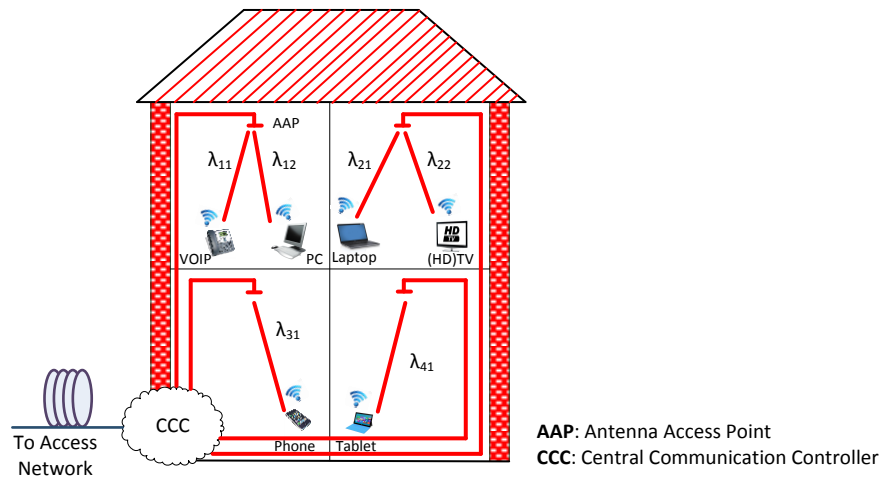 AAP
λ11
λ12
λ21
λ22
HD
TV
VOIP
PC
Laptop
(HD)TV
λ31
λ41
CCC
Phone
Tablet
To Access
Network
AAP: Antenna Access Point
CCC: Central Communication Controller